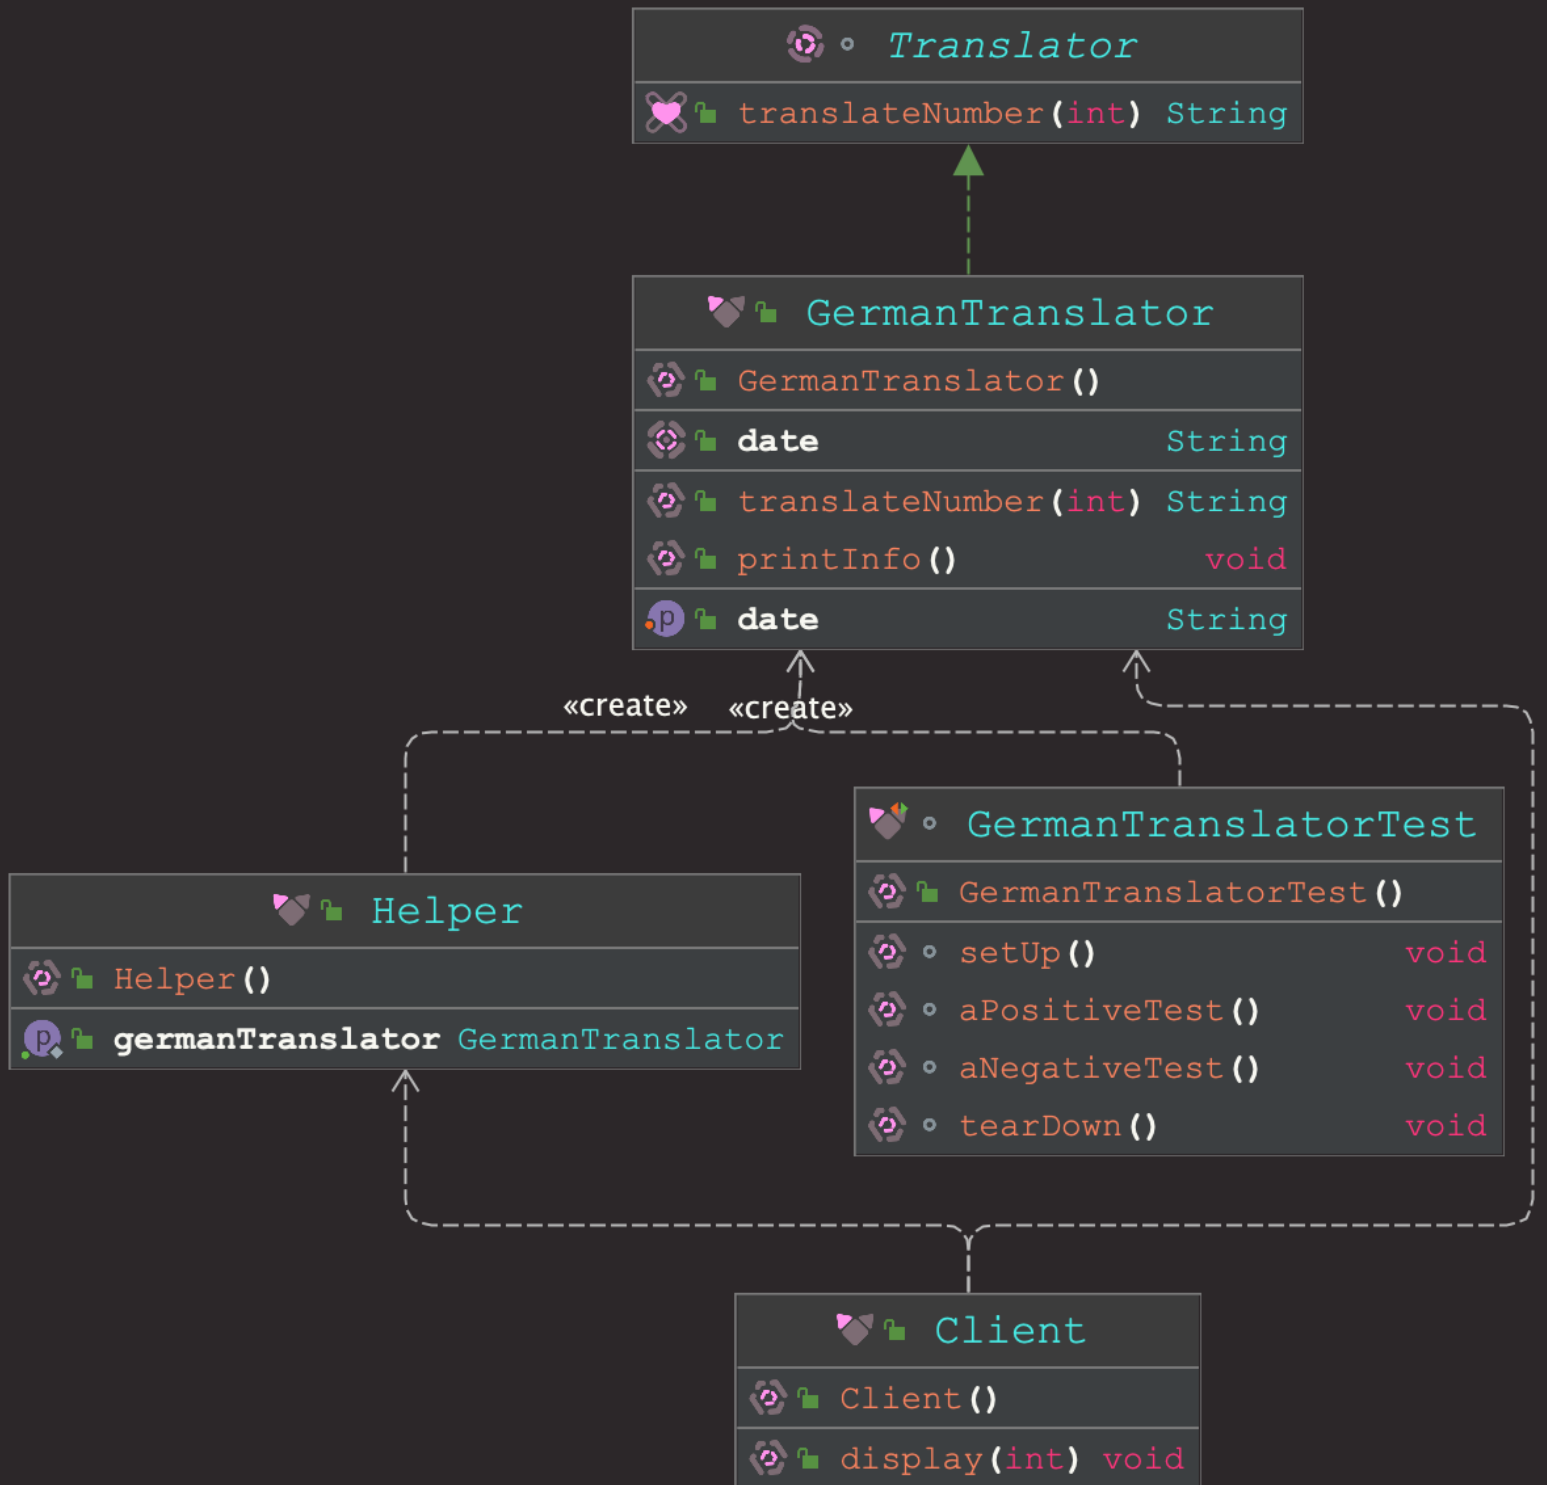 Translator
translateNumber(int) String
GermanTranslator
GermanTranslator()
date String
translateNumber(int) String
printInfo() void
p date String
«create» «create»
GermanTranslatorTest
GermanTranslatorTest()
setUp() void
aPositiveTest() void
aNegativeTest() void
tearDown() void
Helper
Helper()
p germanTranslator GermanTranslator
Client
Client()
display(int) void